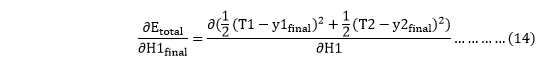 ∂E_total/∂H1_final = ∂(1/2(T1 − y1_final)² + 1/2(T2 − y2_final)²)/∂H1 … … … … (14)